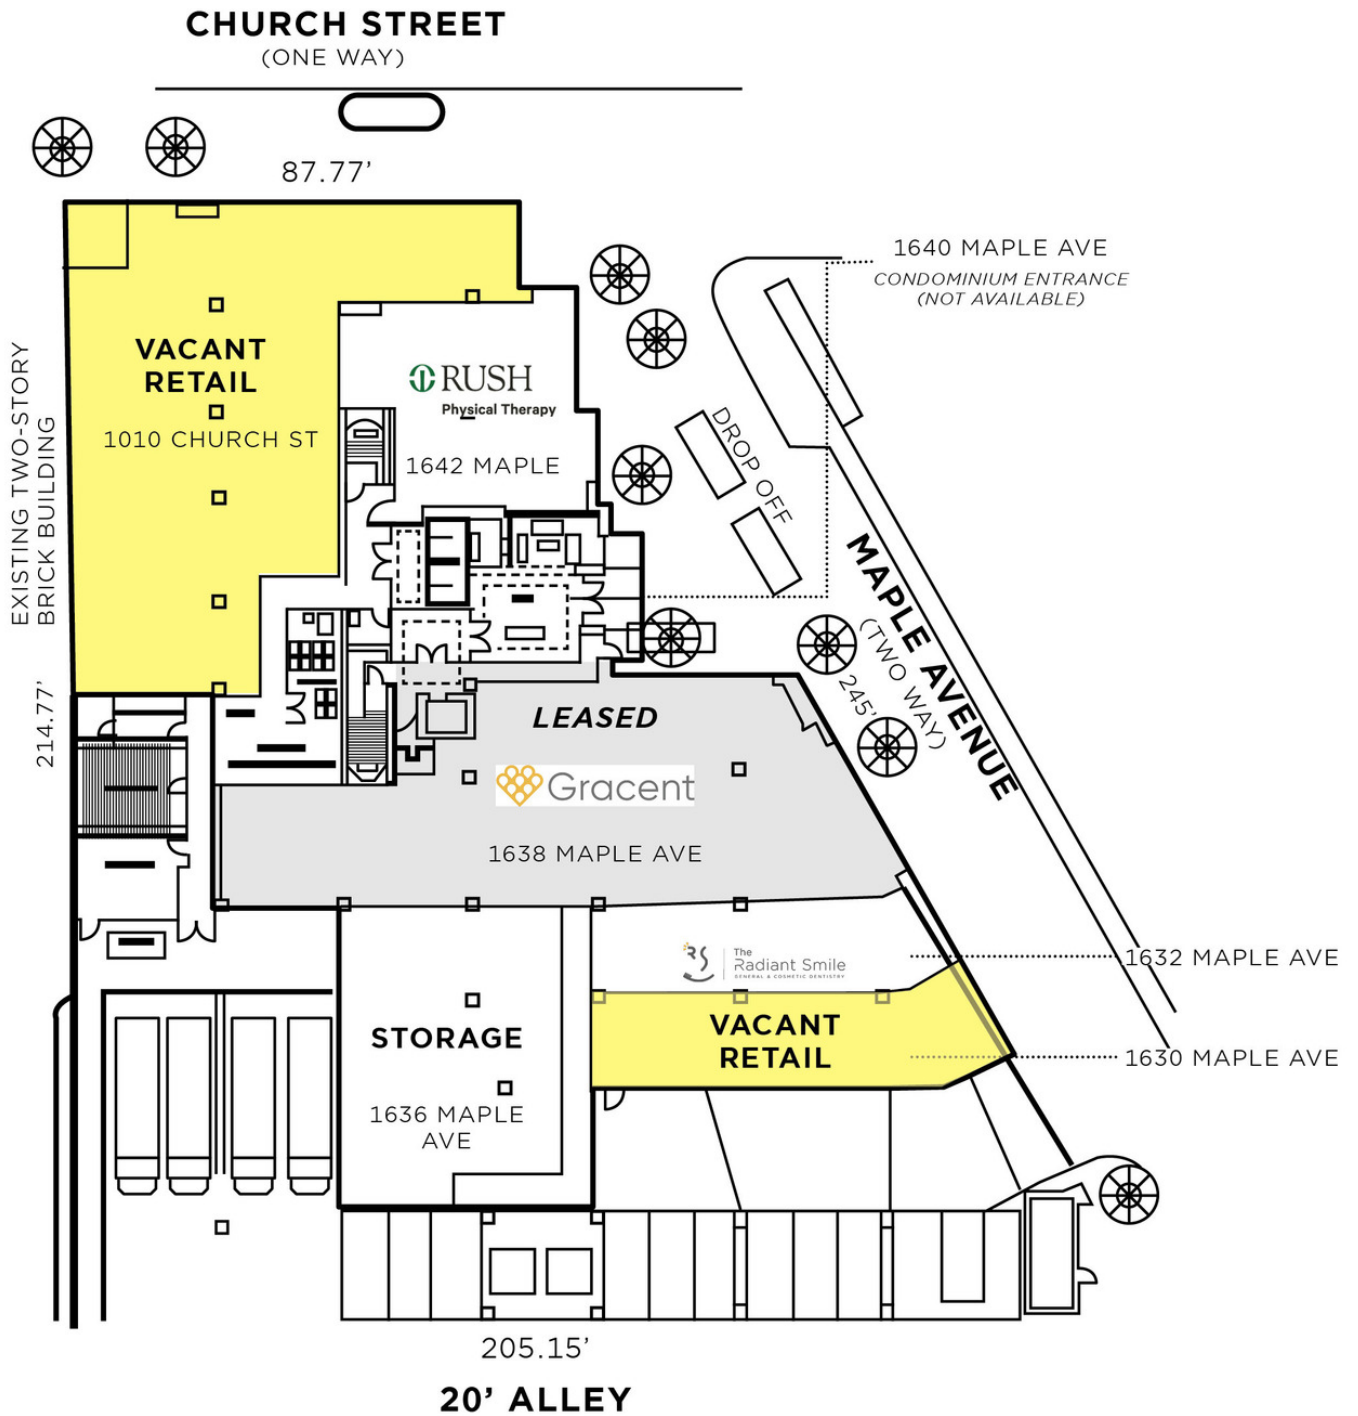 CHURCH STREET
(ONE WAY)
87.77'
1640 MAPLE AVE
CONDOMINIUM ENTRANCE
(NOT AVAILABLE)
EXISTING TWO-STORY
BRICK BUILDING
VACANT
RETAIL
1010 CHURCH ST
RUSH
Physical Therapy
1642 MAPLE
DROP OFF
MAPLE AVENUE
(TWO WAY)
245'
214.77'
LEASED
Gracent
1638 MAPLE AVE
The
Radiant Smile
GENERAL & COSMETIC DENTISTRY
1632 MAPLE AVE
STORAGE
1636 MAPLE
AVE
VACANT
RETAIL
1630 MAPLE AVE
205.15'
20' ALLEY